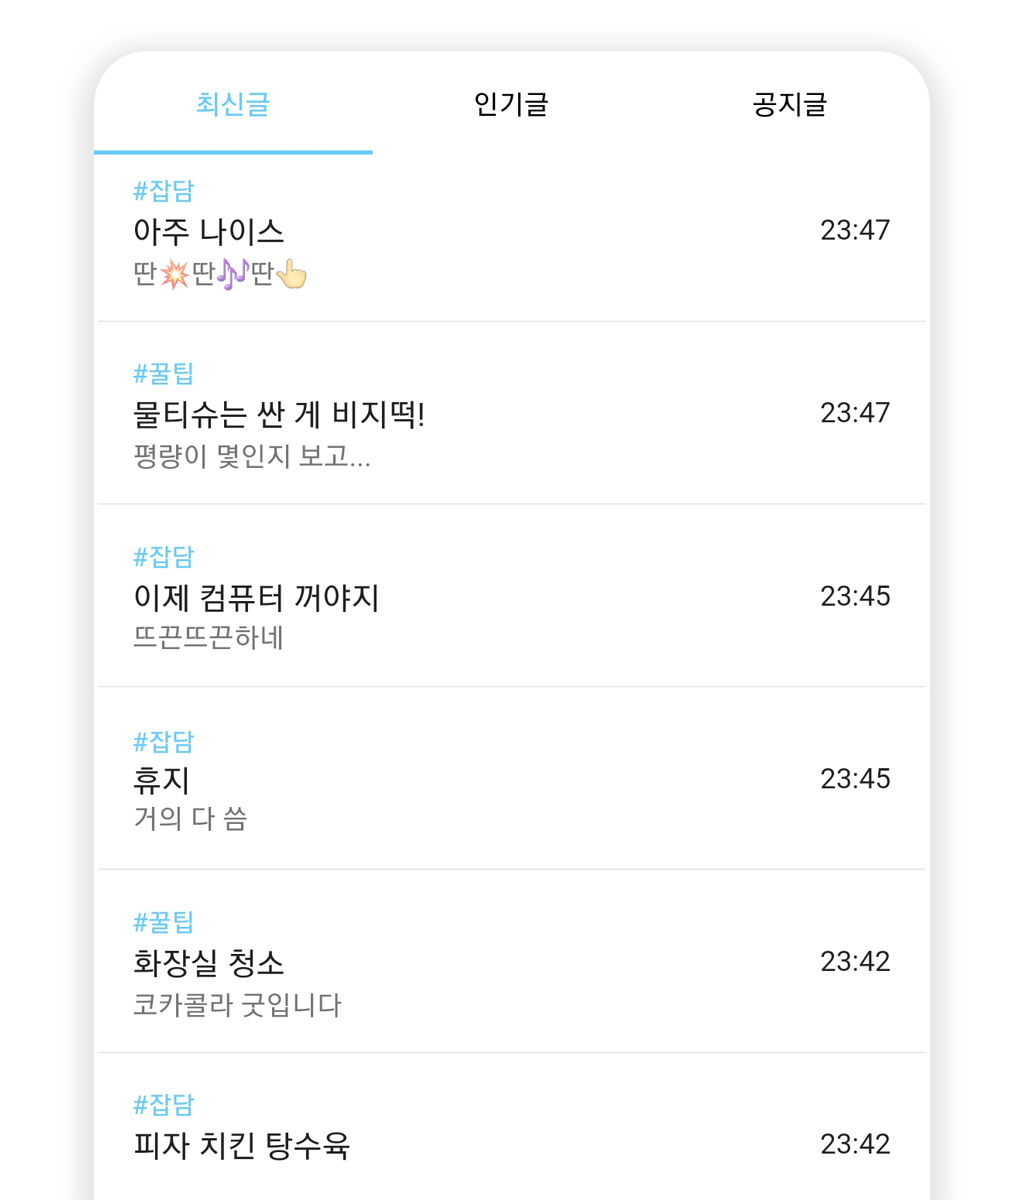 최신글 인기글 공지글
#잡담
아주 나이스 23:47
딴💥딴🎶딴👆
#꿀팁
물티슈는 싼 게 비지떡! 23:47
평량이 몇인지 보고...
#잡담
이제 컴퓨터 꺼야지 23:45
뜨끈뜨끈하네
#잡담
휴지 23:45
거의 다 씀
#꿀팁
화장실 청소 23:42
코카콜라 굿입니다
#잡담
피자 치킨 탕수육 23:42